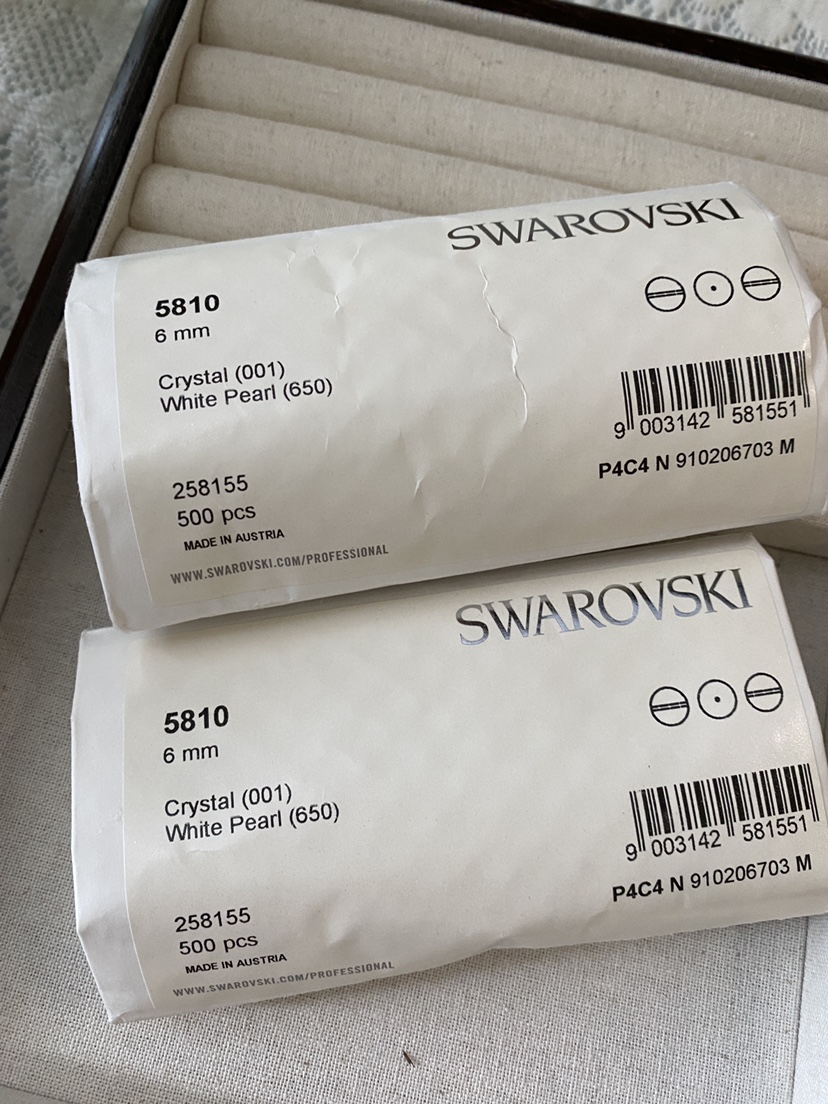 SWAROVSKI
5810
6 mm
Crystal (001)
White Pearl (650)
9 003142 581551
P4C4 N 910206703 M
258155
500 pcs
MADE IN AUSTRIA
WWW.SWAROVSKI.COM/PROFESSIONAL
SWAROVSKI
5810
6 mm
Crystal (001)
White Pearl (650)
9 003142 581551
P4C4 N 910206703 M
258155
500 pcs
MADE IN AUSTRIA
WWW.SWAROVSKI.COM/PROFESSIONAL